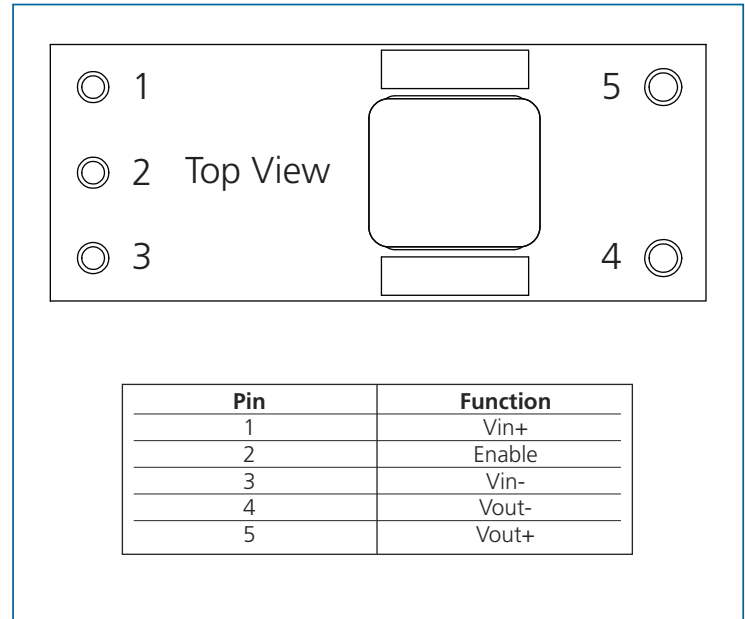 1 5
2 Top View
3 4
Pin Function
1 Vin+
2 Enable
3 Vin-
4 Vout-
5 Vout+